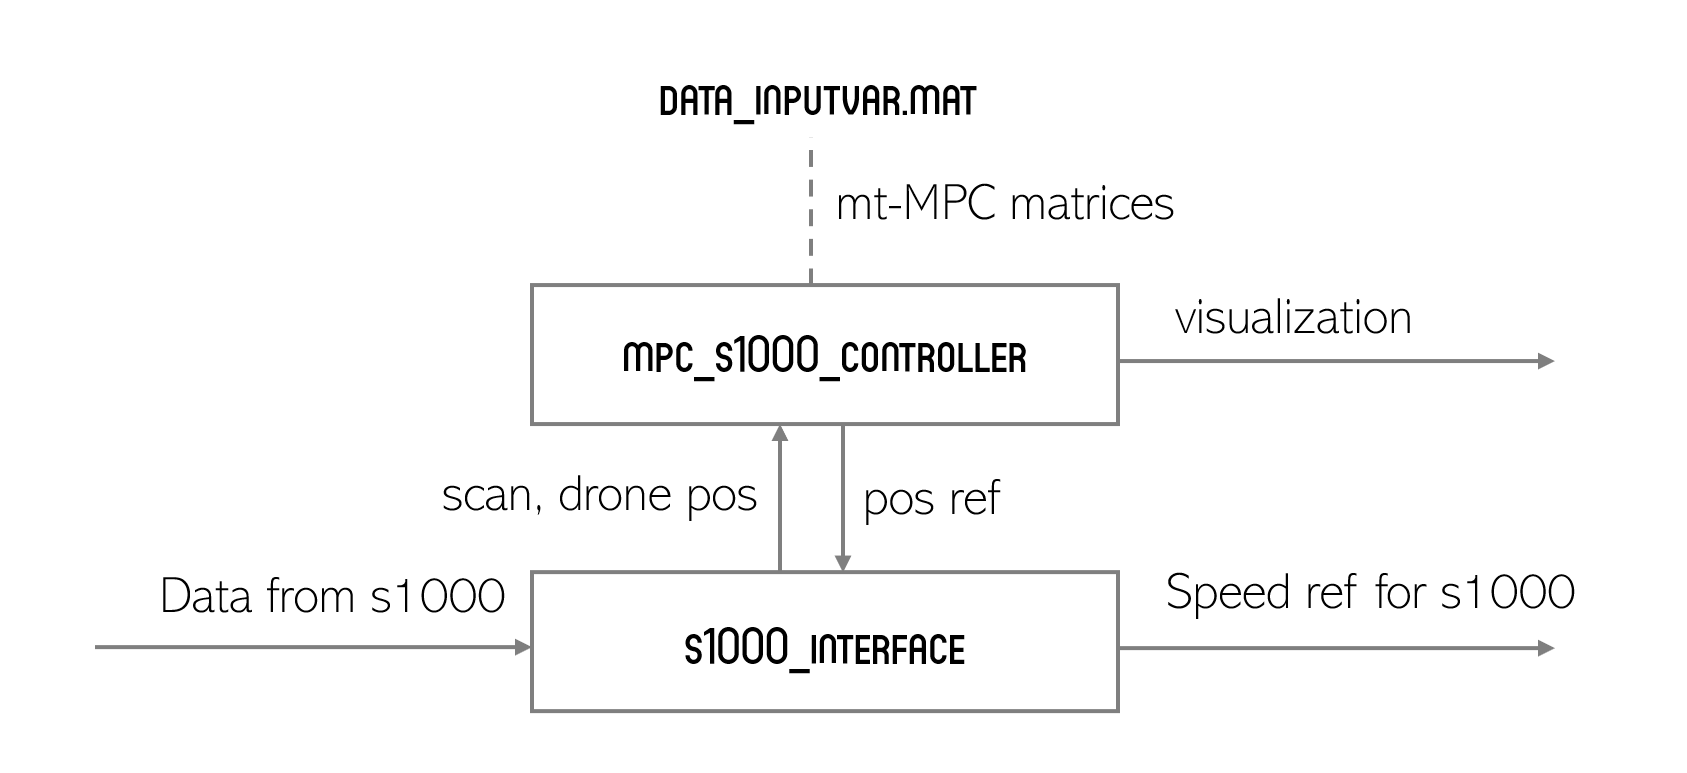 DATA_INPUTVAR.MAT
mt-MPC matrices
visualization
MPC_S1000_CONTROLLER
scan, drone pos
pos ref
Data from s1000
Speed ref for s1000
S1000_INTERFACE